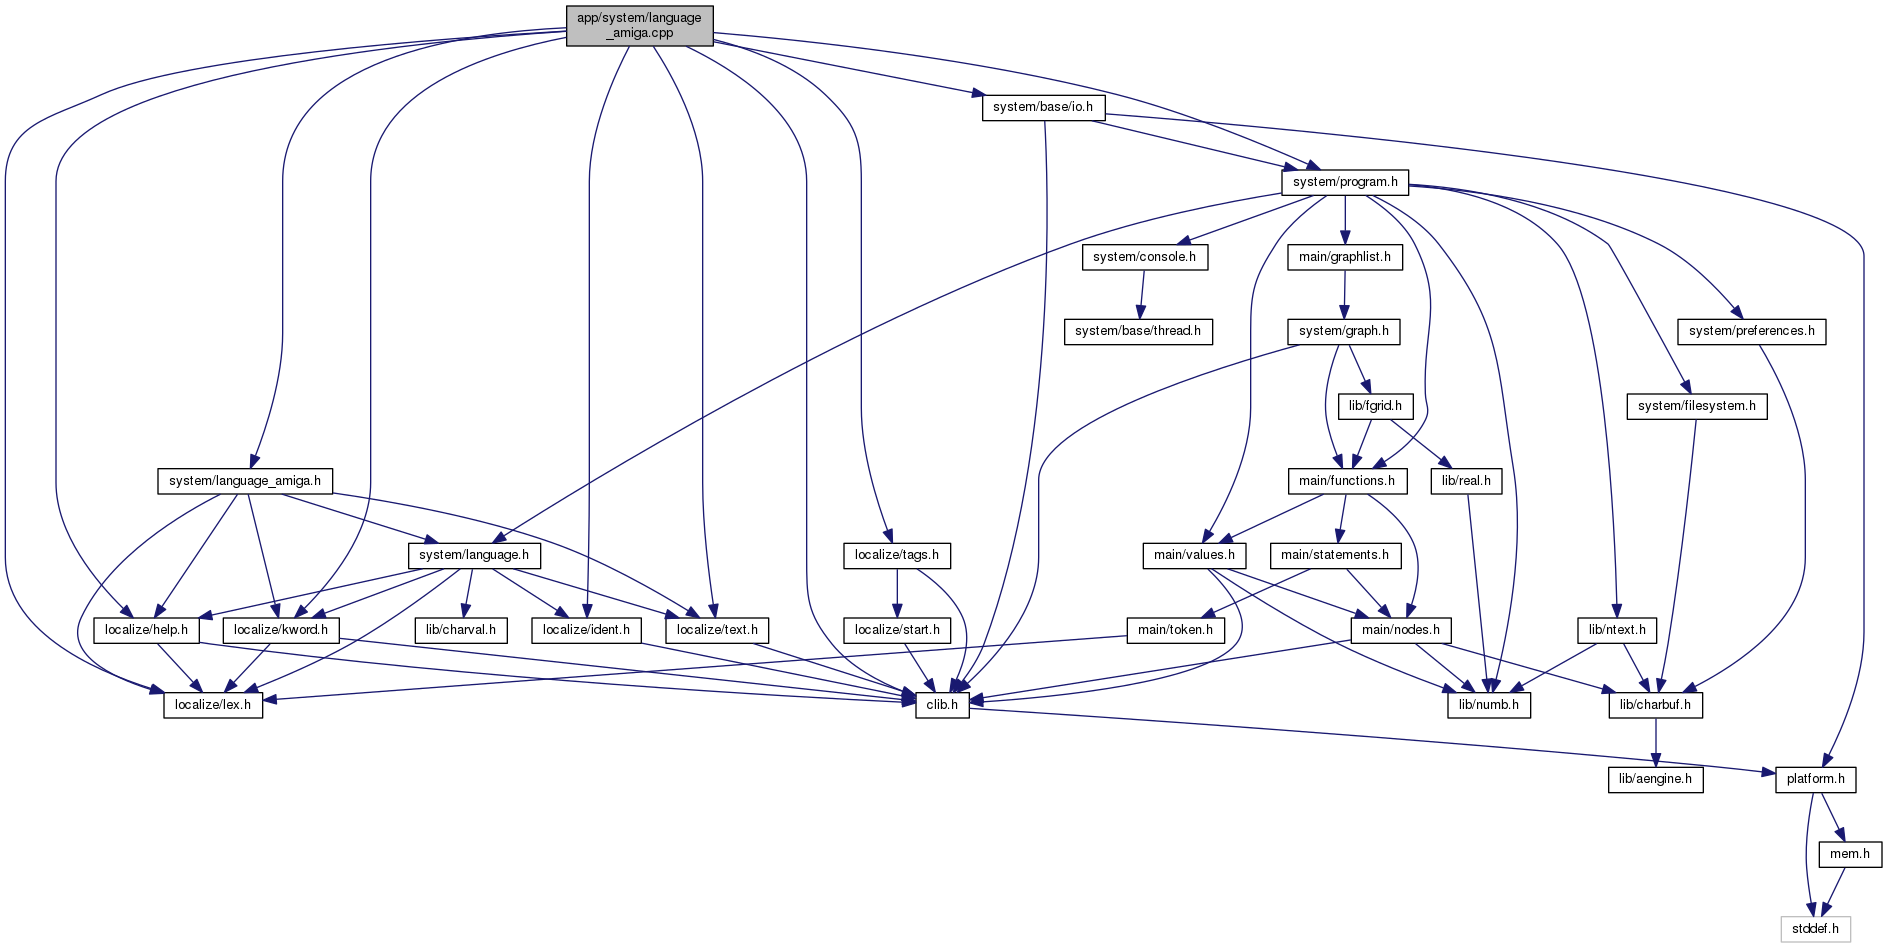 app/system/language
_amiga.cpp
system/base/io.h
system/program.h
system/console.h
main/graphlist.h
system/base/thread.h
system/graph.h
system/preferences.h
lib/fgrid.h
system/filesystem.h
system/language_amiga.h
main/functions.h
lib/real.h
system/language.h
localize/tags.h
main/values.h
main/statements.h
localize/help.h
localize/kword.h
lib/charval.h
localize/ident.h
localize/text.h
localize/start.h
main/token.h
main/nodes.h
lib/ntext.h
localize/lex.h
clib.h
lib/numb.h
lib/charbuf.h
lib/aengine.h
platform.h
mem.h
stddef.h